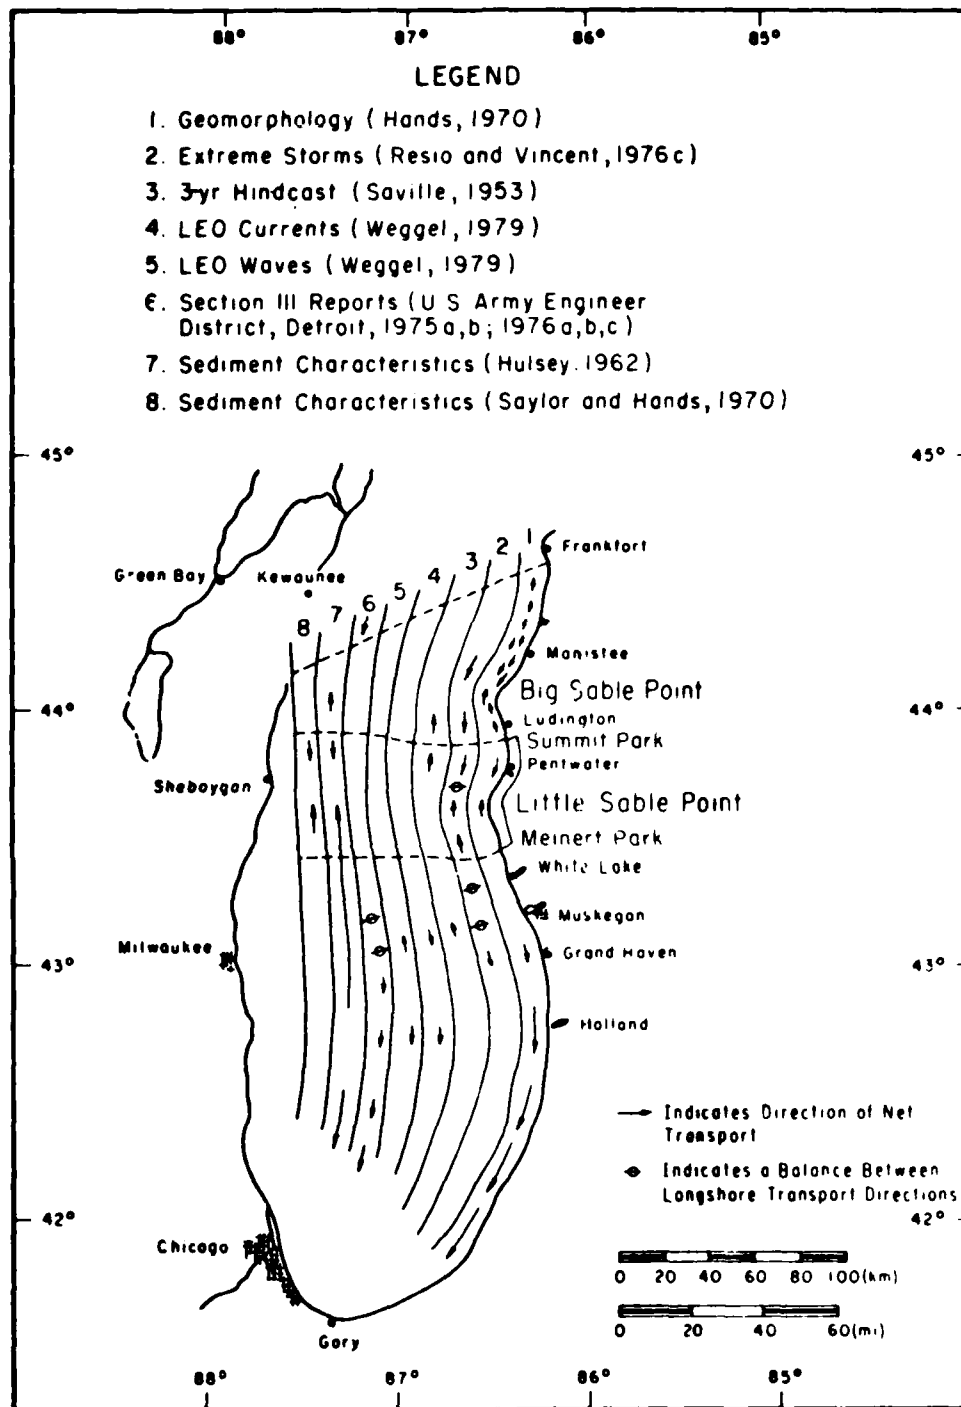 88° 87° 86° 85°
LEGEND
1. Geomorphology (Hands, 1970)
2. Extreme Storms (Resio and Vincent, 1976c)
3. 3-yr Hindcast (Saville, 1953)
4. LEO Currents (Weggel, 1979)
5. LEO Waves (Weggel, 1979)
6. Section III Reports (U S Army Engineer
District, Detroit, 1975a,b; 1976a,b,c)
7. Sediment Characteristics (Hulsey. 1962)
8. Sediment Characteristics (Saylor and Hands, 1970)
45° 45°
1
2
3
4
5
6
7
8
Frankfort
Green Bay
Kewaunee
Manistee
Big Sable Point
44° 44°
Ludington
Summit Park
Pentwater
Sheboygan
Little Sable Point
Meinert Park
White Lake
Muskegan
Milwaukee
Grand Haven
43° 43°
Holland
Indicates Direction of Net
Transport
Indicates a Balance Between
Longshore Transport Directions
42° 42°
Chicago
0 20 40 60 80 100(km)
0 20 40 60(mi)
Gary
88° 87° 86° 85°